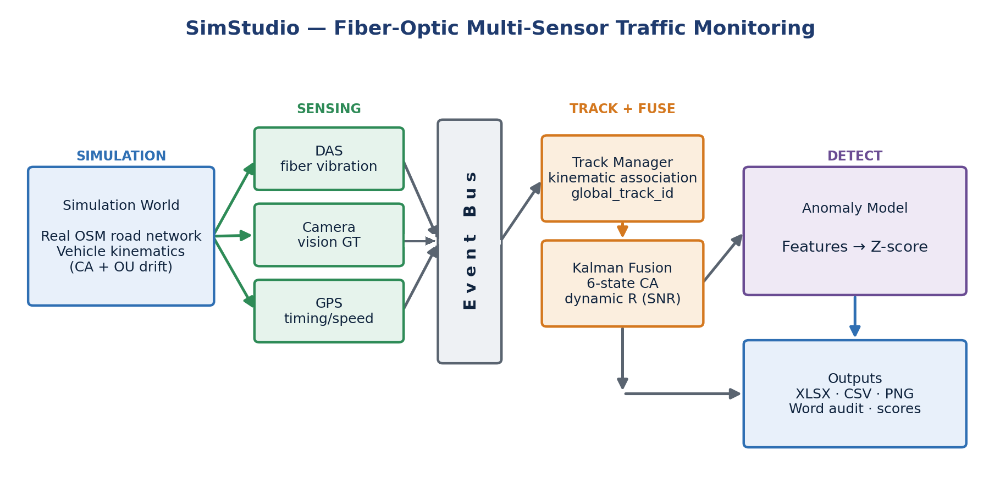 SimStudio — Fiber-Optic Multi-Sensor Traffic Monitoring
SIMULATION
Simulation World
Real OSM road network
Vehicle kinematics
(CA + OU drift)
SENSING
DAS
fiber vibration
Camera
vision GT
GPS
timing/speed
Event Bus
TRACK + FUSE
Track Manager
kinematic association
global_track_id
Kalman Fusion
6-state CA
dynamic R (SNR)
DETECT
Anomaly Model
Features → Z-score
Outputs
XLSX · CSV · PNG
Word audit · scores